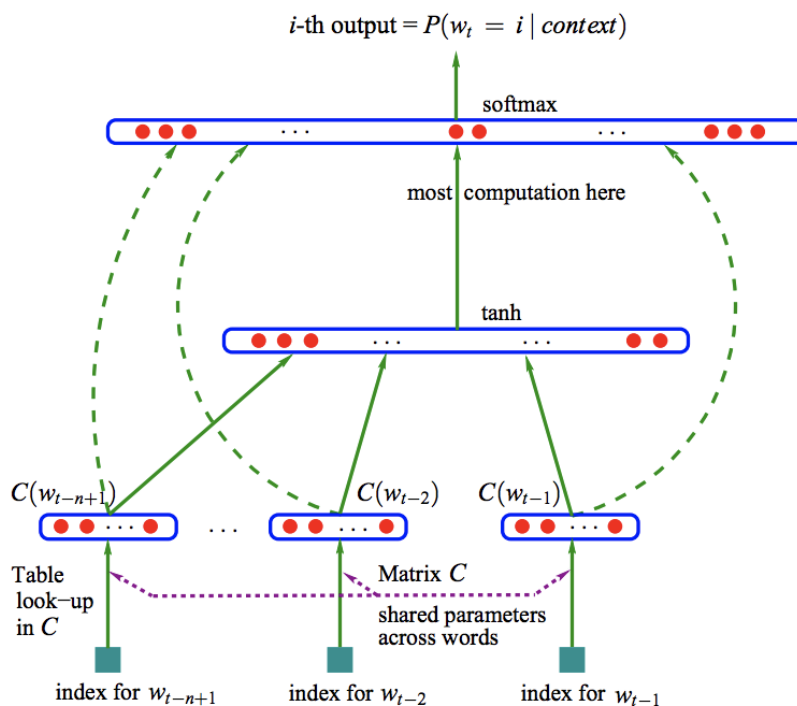 i-th output = P(w_t = i | context)
softmax
... ...
most computation here
tanh
... ...
C(w_{t−n+1}) C(w_{t−2}) C(w_{t−1})
... ... ... ...
Table
look−up
in C
Matrix C
shared parameters
across words
index for w_{t−n+1} index for w_{t−2} index for w_{t−1}